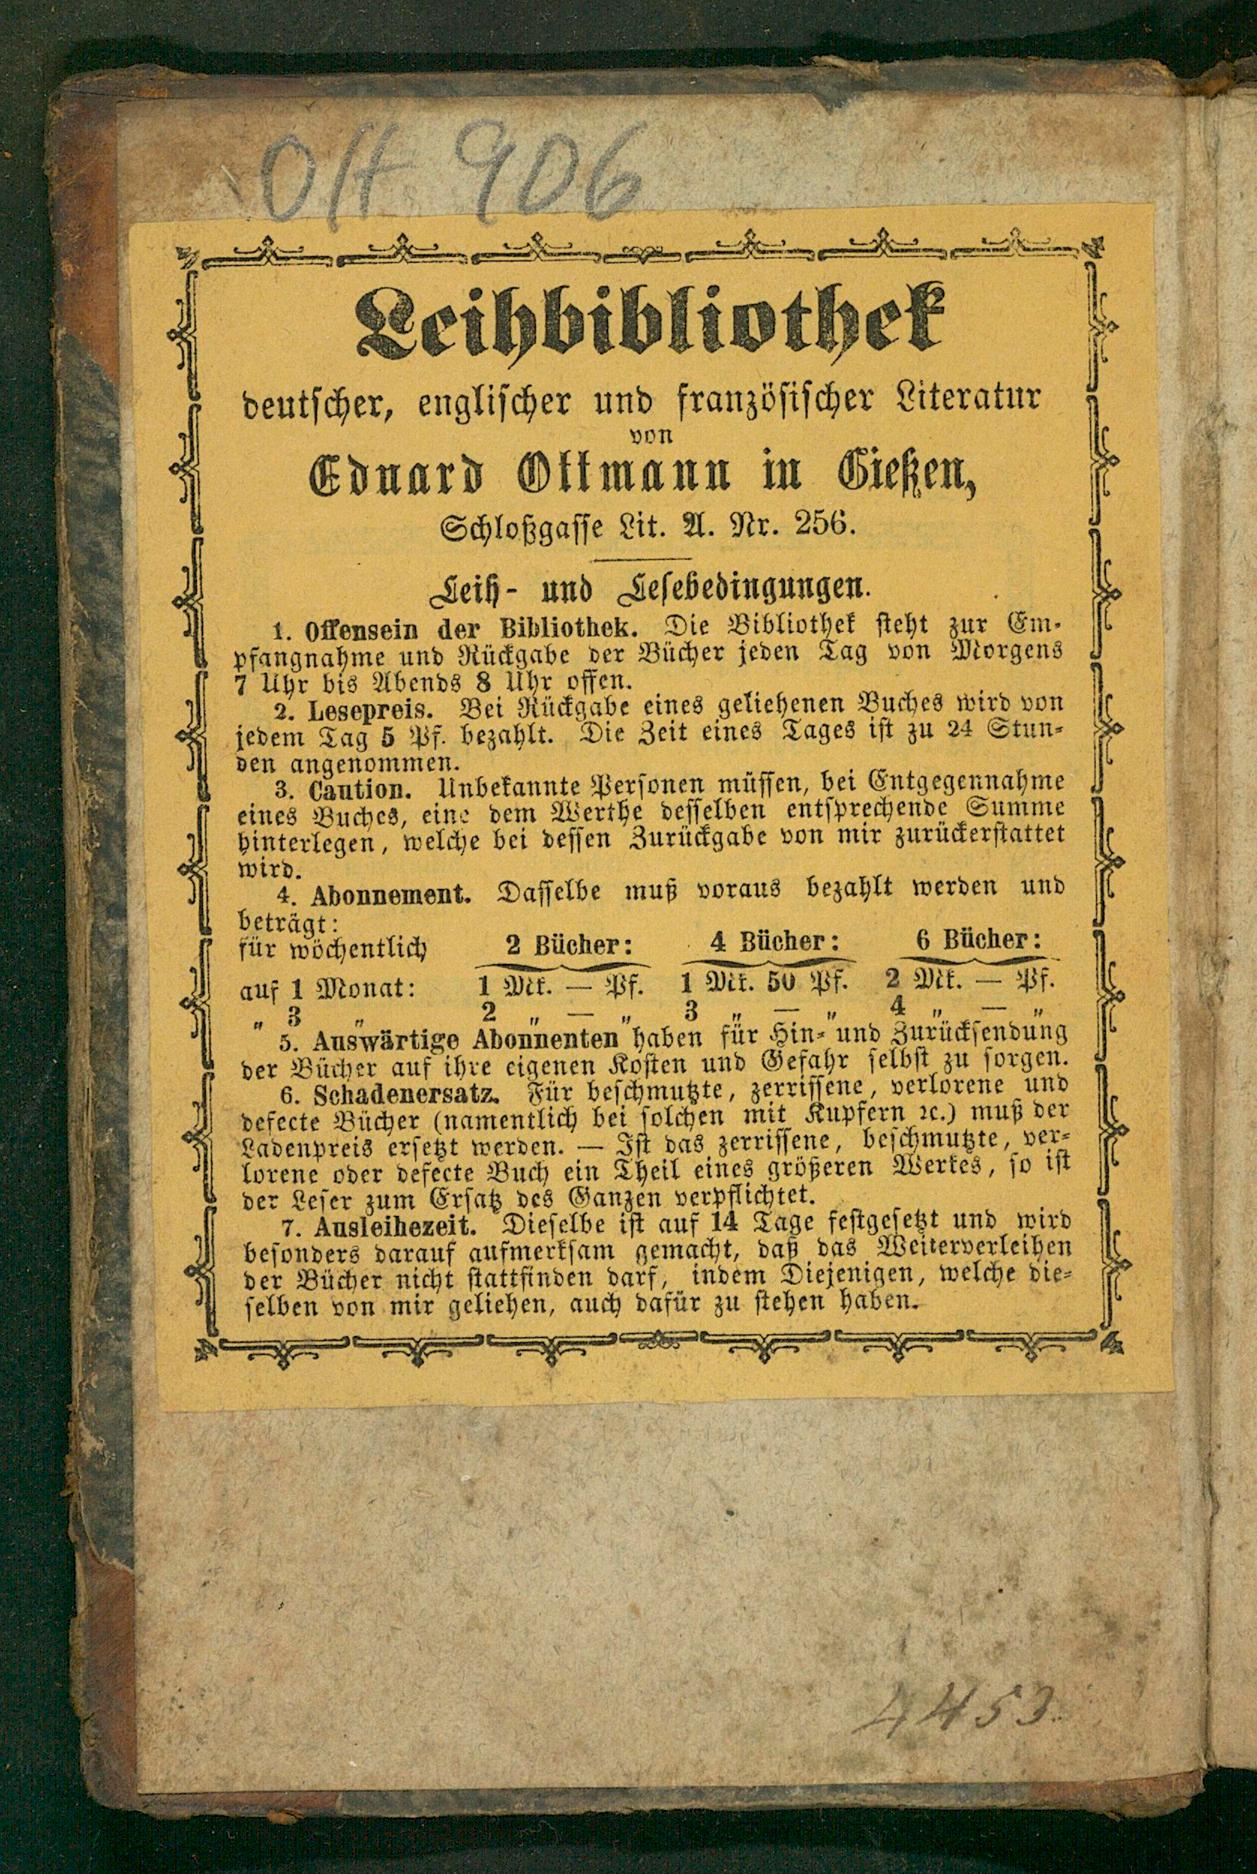 OH 906
Leihbibliothek
deutscher, englischer und französischer Literatur
von
Eduard Ottmann in Gießen,
Schloßgasse Lit. A. Nr. 256.
Leih- und Lesebedingungen.
1. Offensein der Bibliothek. Die Bibliothek steht zur Em-
pfangnahme und Rückgabe der Bücher jeden Tag von Morgens
7 Uhr bis Abends 8 Uhr offen.
2. Lesepreis. Bei Rückgabe eines geliehenen Buches wird von
jedem Tag 5 Pf. bezahlt. Die Zeit eines Tages ist zu 24 Stun-
den angenommen.
3. Caution. Unbekannte Personen müssen, bei Entgegennahme
eines Buches, eine dem Werthe desselben entsprechende Summe
hinterlegen, welche bei dessen Zurückgabe von mir zurückerstattet
wird.
4. Abonnement. Dasselbe muß voraus bezahlt werden und
beträgt:
für wöchentlich 2 Bücher: 4 Bücher: 6 Bücher:
auf 1 Monat: 1 Mk. — Pf. 1 Mk. 50 Pf. 2 Mk. — Pf.
„ 3 „ 2 „ — „ 3 „ — „ 4 „ — „
5. Auswärtige Abonnenten haben für Hin- und Zurücksendung
der Bücher auf ihre eigenen Kosten und Gefahr selbst zu sorgen.
6. Schadenersatz. Für beschmutzte, zerrissene, verlorene und
defecte Bücher (namentlich bei solchen mit Kupfern ꝛc.) muß der
Ladenpreis ersetzt werden. — Ist das zerrissene, beschmutzte, ver-
lorene oder defecte Buch ein Theil eines größeren Werkes, so ist
der Leser zum Ersatz des Ganzen verpflichtet.
7. Ausleihezeit. Dieselbe ist auf 14 Tage festgesetzt und wird
besonders darauf aufmerksam gemacht, daß das Weiterverleihen
der Bücher nicht stattfinden darf, indem Diejenigen, welche die-
selben von mir geliehen, auch dafür zu stehen haben.
4453